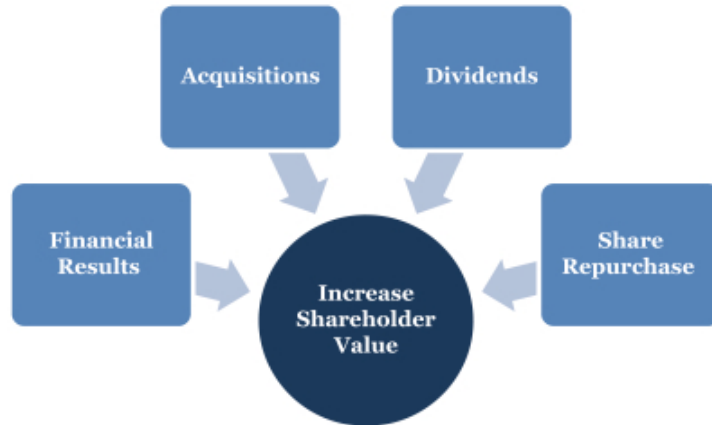 Acquisitions
Dividends
Financial
Results
Share
Repurchase
Increase
Shareholder
Value